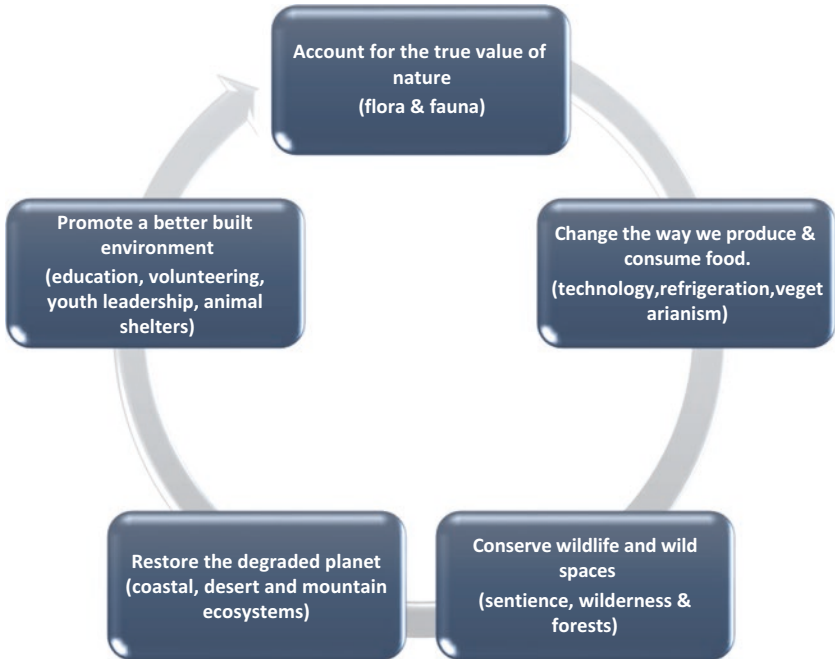 Account for the true value of
nature
(flora & fauna)
Change the way we produce &
consume food.
(technology,refrigeration,veget
arianism)
Conserve wildlife and wild
spaces
(sentience, wilderness &
forests)
Restore the degraded planet
(coastal, desert and mountain
ecosystems)
Promote a better built
environment
(education, volunteering,
youth leadership, animal
shelters)